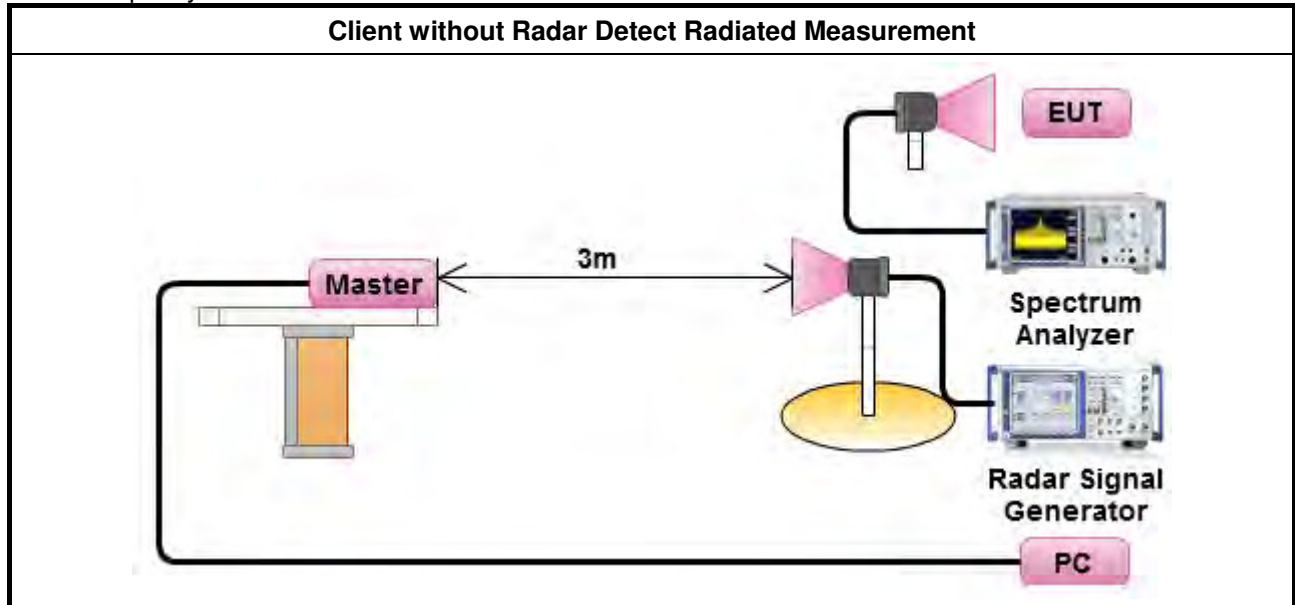 Client without Radar Detect Radiated Measurement
EUT
3m
Master
Spectrum
Analyzer
Radar Signal
Generator
PC